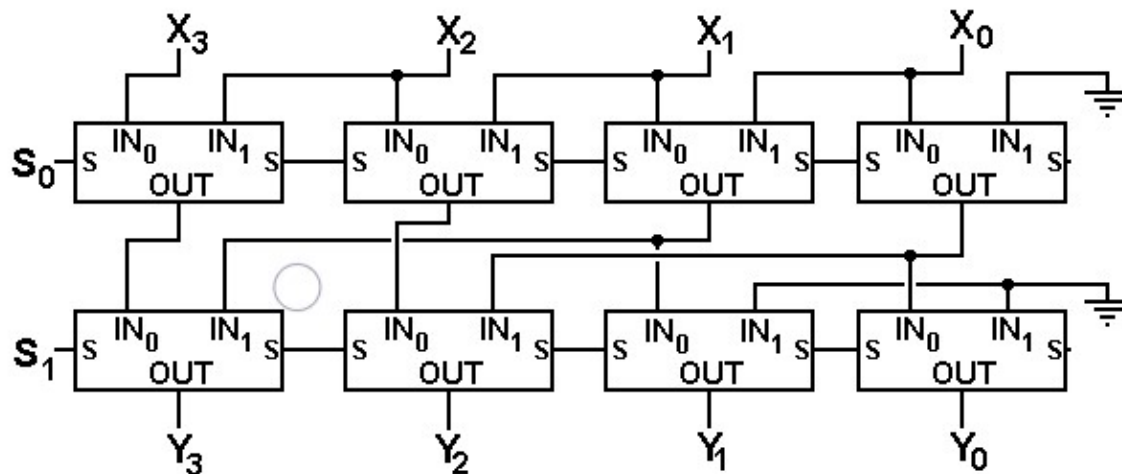 X₃ X₂ X₁ X₀
IN₀ IN₁ IN₀ IN₁ IN₀ IN₁ IN₀ IN₁
S₀ S S S S S S S S
OUT OUT OUT OUT
IN₀ IN₁ IN₀ IN₁ IN₀ IN₁ IN₀ IN₁
S₁ S S S S S S S S
OUT OUT OUT OUT
Y₃ Y₂ Y₁ Y₀